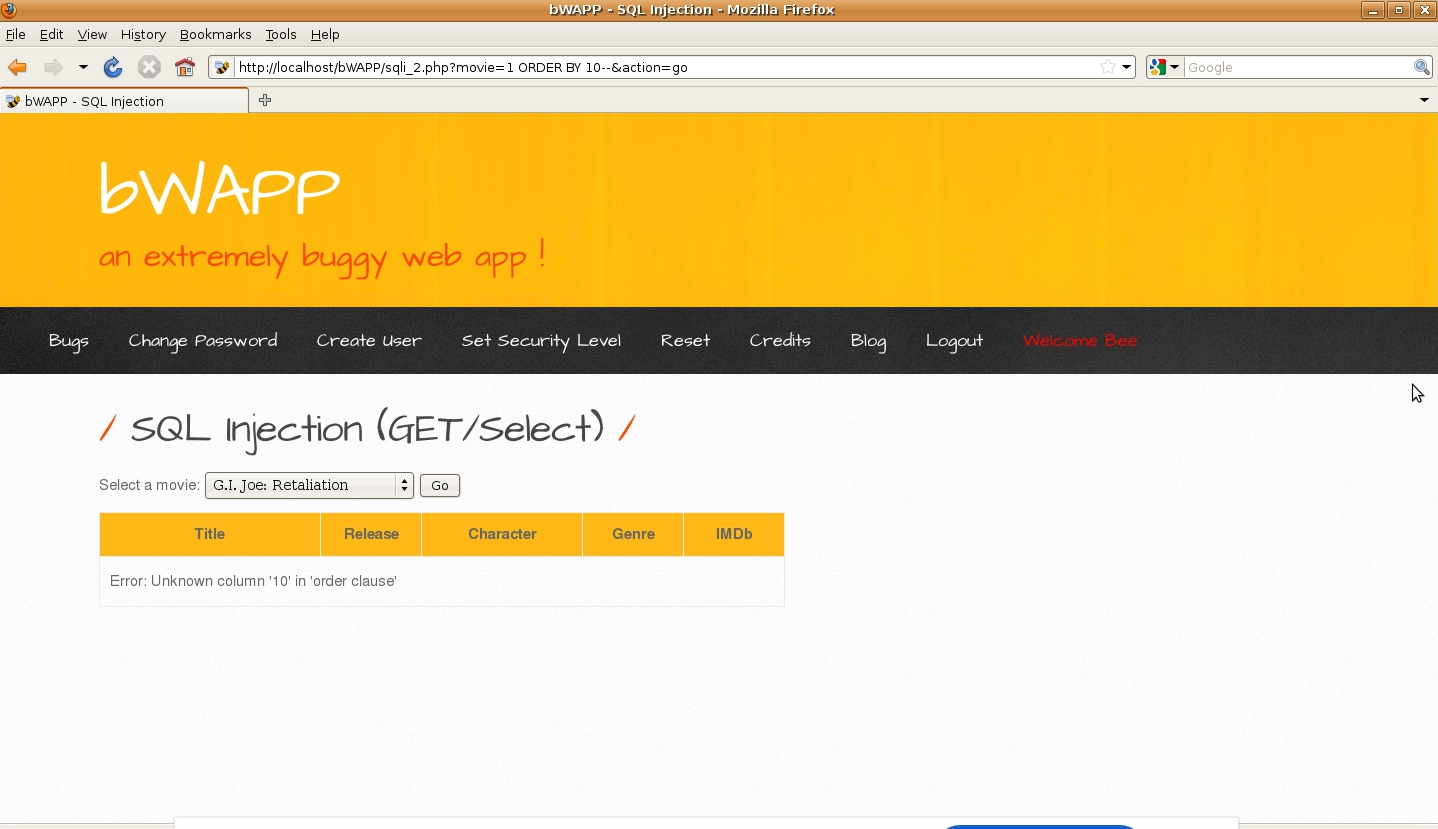 bWAPP - SQL Injection - Mozilla Firefox
File Edit View History Bookmarks Tools Help
http://localhost/bWAPP/sqli_2.php?movie=1 ORDER BY 10--&action=go Google
bWAPP - SQL Injection
bWAPP
an extremely buggy web app !
Bugs Change Password Create User Set Security Level Reset Credits Blog Logout Welcome Bee
/ SQL Injection (GET/Select) /
Select a movie: G.I. Joe: Retaliation Go
Title Release Character Genre IMDb
Error: Unknown column '10' in 'order clause'